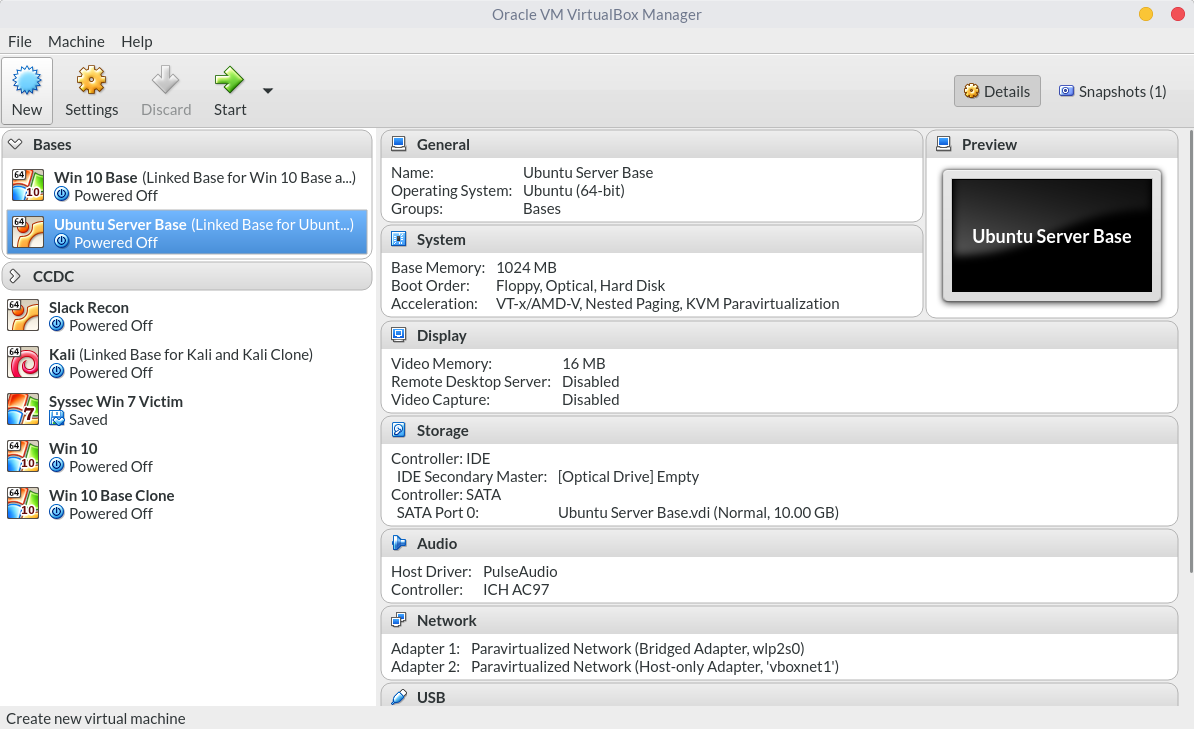 Oracle VM VirtualBox Manager
File Machine Help
New Settings Discard Start Details Snapshots (1)
Bases
64 10 Win 10 Base (Linked Base for Win 10 Base a...)
Powered Off
64 Ubuntu Server Base (Linked Base for Ubunt...)
Powered Off
CCDC
64 Slack Recon
Powered Off
64 Kali (Linked Base for Kali and Kali Clone)
Powered Off
7 Syssec Win 7 Victim
Saved
64 10 Win 10
Powered Off
64 10 Win 10 Base Clone
Powered Off
General
Name: Ubuntu Server Base
Operating System: Ubuntu (64-bit)
Groups: Bases
Preview
Ubuntu Server Base
System
Base Memory: 1024 MB
Boot Order: Floppy, Optical, Hard Disk
Acceleration: VT-x/AMD-V, Nested Paging, KVM Paravirtualization
Display
Video Memory: 16 MB
Remote Desktop Server: Disabled
Video Capture: Disabled
Storage
Controller: IDE
IDE Secondary Master: [Optical Drive] Empty
Controller: SATA
SATA Port 0: Ubuntu Server Base.vdi (Normal, 10.00 GB)
Audio
Host Driver: PulseAudio
Controller: ICH AC97
Network
Adapter 1: Paravirtualized Network (Bridged Adapter, wlp2s0)
Adapter 2: Paravirtualized Network (Host-only Adapter, 'vboxnet1')
USB
Create new virtual machine